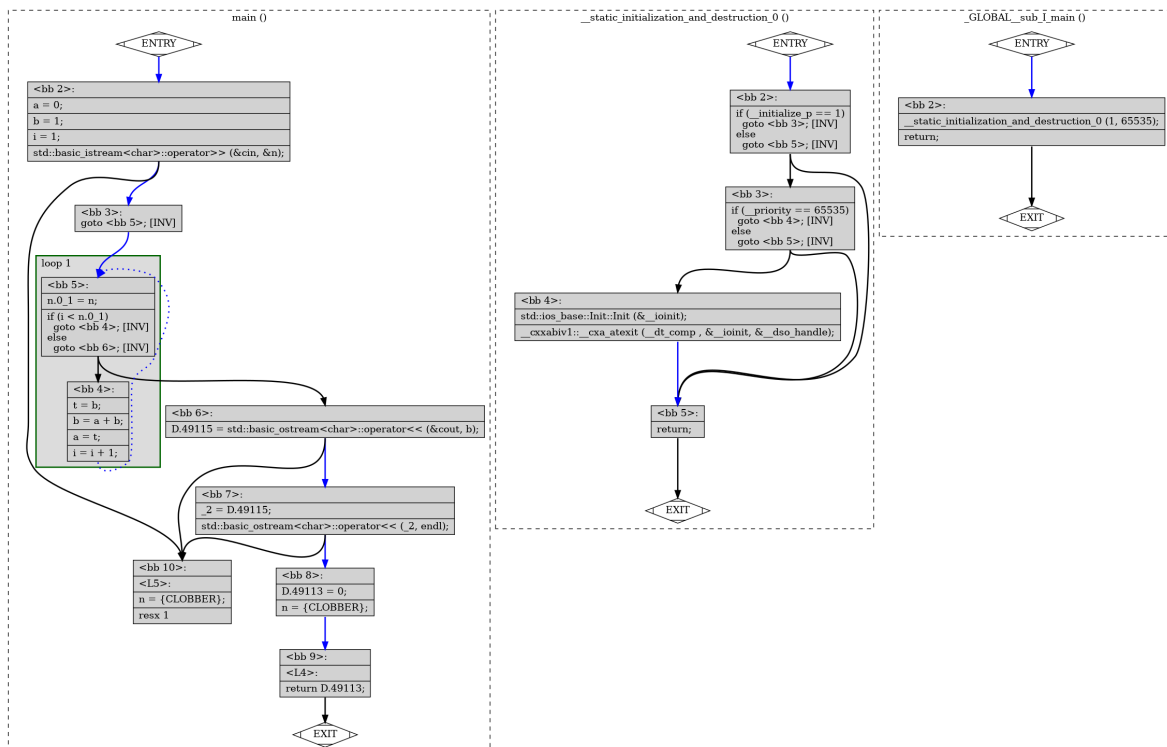 main ()
ENTRY
<bb 2>:
a = 0;
b = 1;
i = 1;
std::basic_istream<char>::operator>> (&cin, &n);
<bb 3>:
goto <bb 5>; [INV]
loop 1
<bb 5>:
n.0_1 = n;
if (i < n.0_1)
goto <bb 4>; [INV]
else
goto <bb 6>; [INV]
<bb 4>:
t = b;
b = a + b;
a = t;
i = i + 1;
<bb 6>:
D.49115 = std::basic_ostream<char>::operator<< (&cout, b);
<bb 7>:
_2 = D.49115;
std::basic_ostream<char>::operator<< (_2, endl);
<bb 10>:
<L5>:
n = {CLOBBER};
resx 1
<bb 8>:
D.49113 = 0;
n = {CLOBBER};
<bb 9>:
<L4>:
return D.49113;
EXIT
__static_initialization_and_destruction_0 ()
ENTRY
<bb 2>:
if (__initialize_p == 1)
goto <bb 3>; [INV]
else
goto <bb 5>; [INV]
<bb 3>:
if (__priority == 65535)
goto <bb 4>; [INV]
else
goto <bb 5>; [INV]
<bb 4>:
std::ios_base::Init::Init (&__ioinit);
__cxxabiv1::__cxa_atexit (__dt_comp , &__ioinit, &__dso_handle);
<bb 5>:
return;
EXIT
_GLOBAL__sub_I_main ()
ENTRY
<bb 2>:
__static_initialization_and_destruction_0 (1, 65535);
return;
EXIT